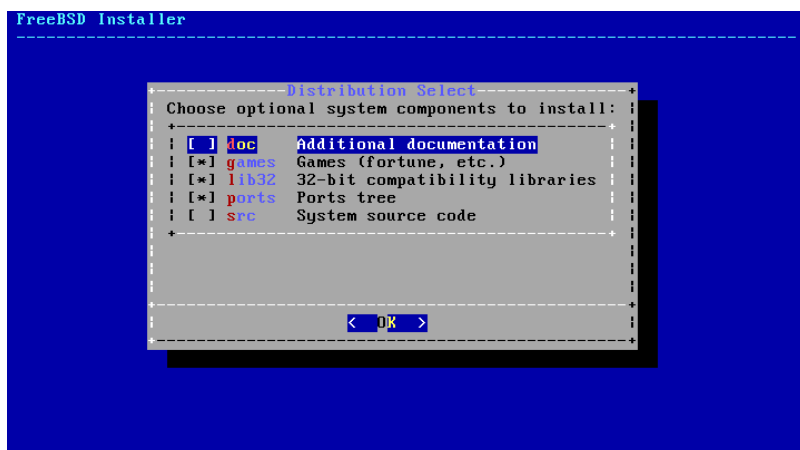 FreeBSD Installer
Distribution Select
Choose optional system components to install:
[ ] doc Additional documentation
[*] games Games (fortune, etc.)
[*] lib32 32-bit compatibility libraries
[*] ports Ports tree
[ ] src System source code
< OK >